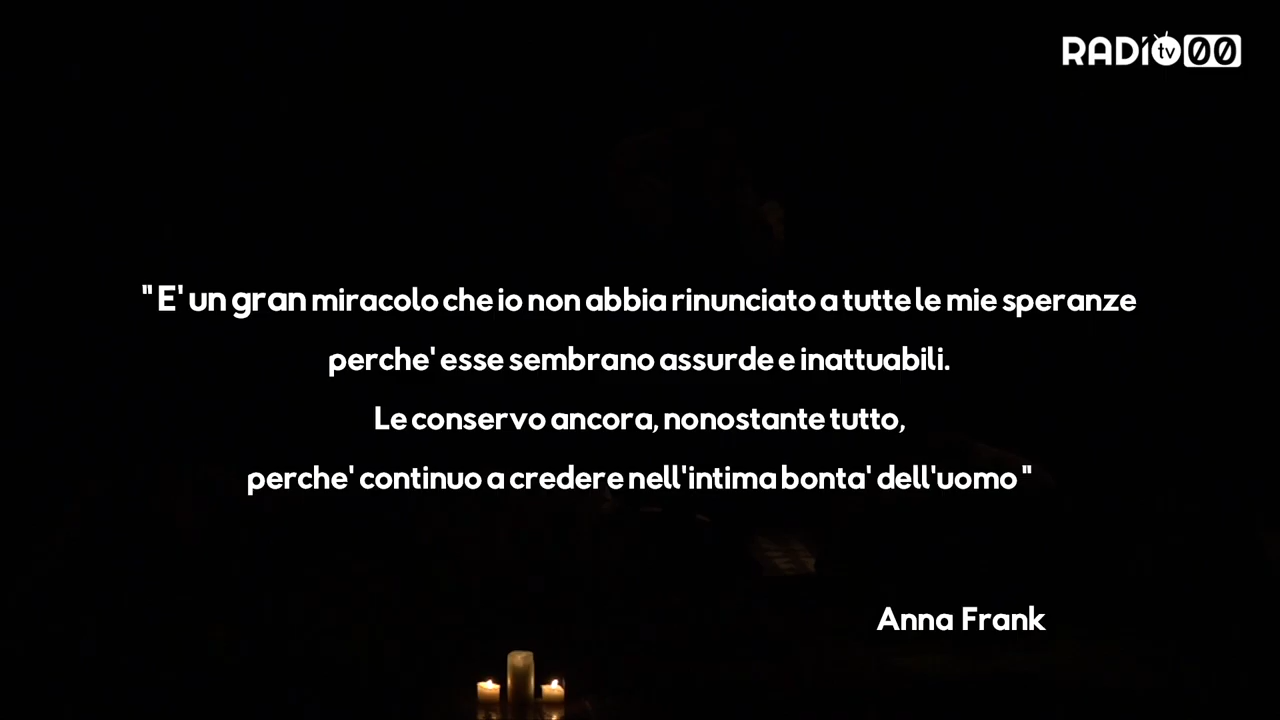 RADiO tv 00
"E' un gran miracolo che io non abbia rinunciato a tutte le mie speranze
perche' esse sembrano assurde e inattuabili.
Le conservo ancora, nonostante tutto,
perche' continuo a credere nell'intima bonta' dell'uomo"
Anna Frank